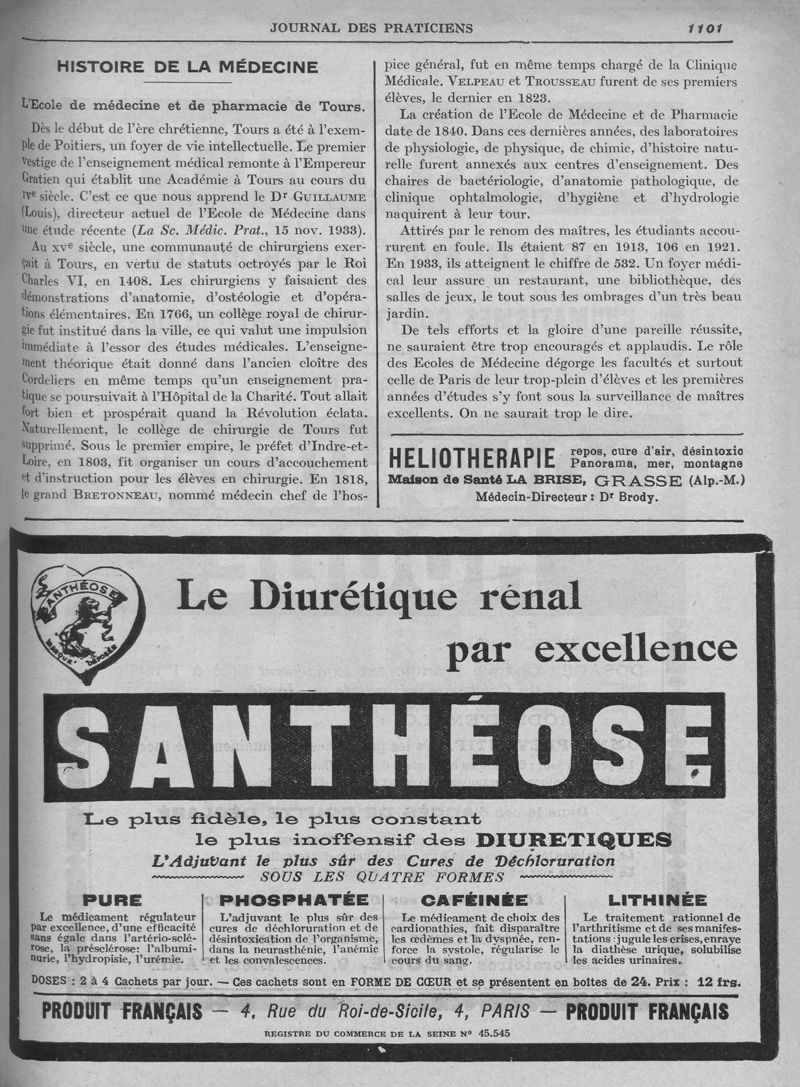 JOURNAL DES PRATICIENS
1101
HISTOIRE DE LA MÉDECINE
L'Ecole de médecine et de pharmacie de Tours.
Dès le début de l'ère chrétienne, Tours a été à l'exem-
ple de Poitiers, un foyer de vie intellectuelle. Le premier
vestige de l'enseignement médical remonte à l'Empereur
Gratien qui établit une Académie à Tours au cours du
IVe siècle. C'est ce que nous apprend le Dr GUILLAUME
(Louis), directeur actuel de l'Ecole de Médecine dans
une étude récente (La Sc. Médic. Prat., 15 nov. 1933).
Au XVe siècle, une communauté de chirurgiens exer-
çait à Tours, en vertu de statuts octroyés par le Roi
Charles VI, en 1408. Les chirurgiens y faisaient des
démonstrations d'anatomie, d'ostéologie et d'opéra-
tions élémentaires. En 1766, un collège royal de chirur-
gie fut institué dans la ville, ce qui valut une impulsion
immédiate à l'essor des études médicales. L'enseigne-
ment théorique était donné dans l'ancien cloître des
Cordeliers en même temps qu'un enseignement pra-
tique se poursuivait à l'Hôpital de la Charité. Tout allait
fort bien et prospérait quand la Révolution éclata.
Naturellement, le collège de chirurgie de Tours fut
supprimé. Sous le premier empire, le préfet d'Indre-et-
Loire, en 1803, fit organiser un cours d'accouchement
et d'instruction pour les élèves en chirurgie. En 1818,
le grand BRETONNEAU, nommé médecin chef de l'hos-
pice général, fut en même temps chargé de la Clinique
Médicale. VELPEAU et TROUSSEAU furent de ses premiers
élèves, le dernier en 1823.
La création de l'Ecole de Médecine et de Pharmacie
date de 1840. Dans ces dernières années, des laboratoires
de physiologie, de physique, de chimie, d'histoire natu-
relle furent annexés aux centres d'enseignement. Des
chaires de bactériologie, d'anatomie pathologique, de
clinique ophtalmologie, d'hygiène et d'hydrologie
naquirent à leur tour.
Attirés par le renom des maîtres, les étudiants accou-
rurent en foule. Ils étaient 87 en 1913, 106 en 1921.
En 1933, ils atteignent le chiffre de 532. Un foyer médi-
cal leur assure un restaurant, une bibliothèque, des
salles de jeux, le tout sous les ombrages d'un très beau
jardin.
De tels efforts et la gloire d'une pareille réussite,
ne sauraient être trop encouragés et applaudis. Le rôle
des Ecoles de Médecine dégorge les facultés et surtout
celle de Paris de leur trop-plein d'élèves et les premières
années d'études s'y font sous la surveillance de maîtres
excellents. On ne saurait trop le dire.
HELIOTHERAPIE repos, cure d'air, désintoxic
Panorama, mer, montagne
Maison de Santé LA BRISE, GRASSE (Alp.-M.)
Médecin-Directeur : Dr Brody.
SANTHÉOSE
MARQUE DÉPOSÉE
Le Diurétique rénal
par excellence
SANTHÉOSE
Le plus fidèle, le plus constant
le plus inoffensif des DIURETIQUES
L'Adjuvant le plus sûr des Cures de Déchloruration
SOUS LES QUATRE FORMES
PURE
Le médicament régulateur
par excellence, d'une efficacité
sans égale dans l'artério-sclé-
rose, la présclérose: l'albumi-
nurie, l'hydropisie, l'urémie.
PHOSPHATÉE
L'adjuvant le plus sûr des
cures de déchloruration et de
désintoxication de l'organisme,
dans la neurasthénie, l'anémie
et les convalescences.
CAFÉINÉE
Le médicament de choix des
cardiopathies, fait disparaître
les œdèmes et la dyspnée, ren-
force la systole, régularise le
cours du sang.
LITHINÉE
Le traitement rationnel de
l'arthritisme et de ses manifes-
tations : jugule les crises, enraye
la diathèse urique, solubilise
les acides urinaires.
DOSES : 2 à 4 Cachets par jour. — Ces cachets sont en FORME DE CŒUR et se présentent en boîtes de 24. Prix : 12 frs.
PRODUIT FRANÇAIS — 4, Rue du Roi-de-Sicile, 4, PARIS — PRODUIT FRANÇAIS
REGISTRE DU COMMERCE DE LA SEINE No 45.545